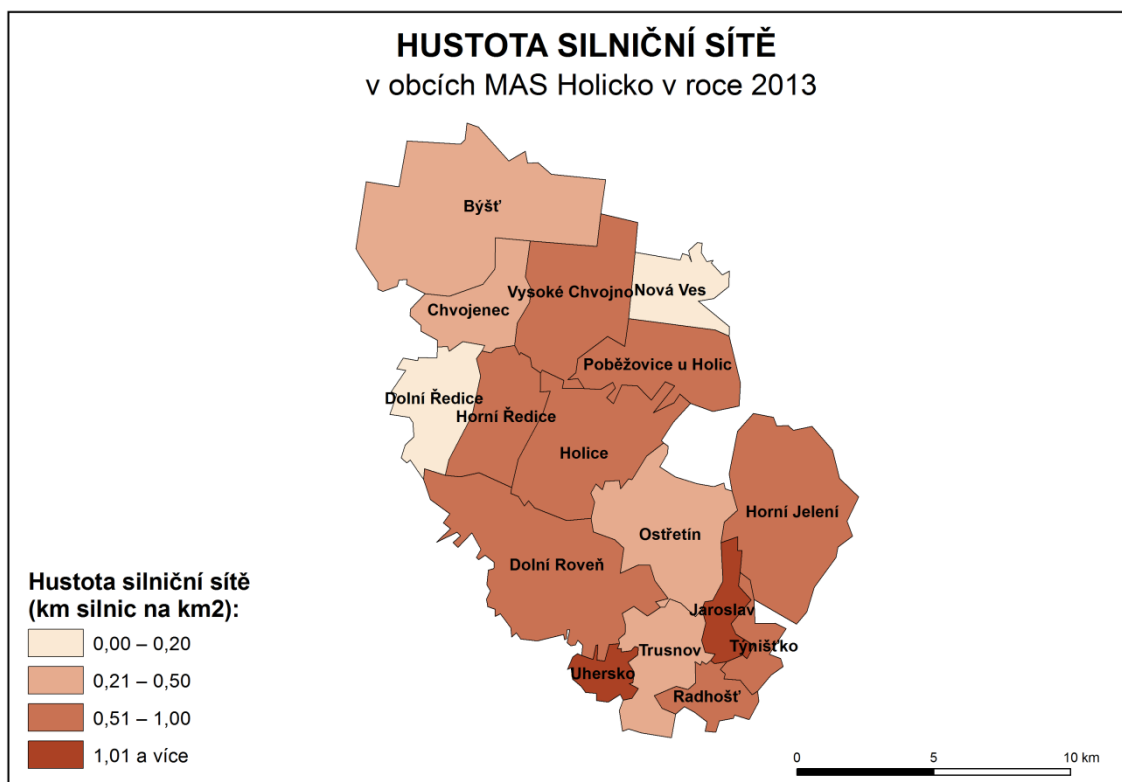 HUSTOTA SILNIČNÍ SÍTĚ
v obcích MAS Holicko v roce 2013
Býšť
Vysoké Chvojno
Nová Ves
Chvojenec
Poběžovice u Holic
Dolní Ředice
Horní Ředice
Holice
Horní Jelení
Ostřetín
Dolní Roveň
Jaroslav
Týnišťko
Trusnov
Uhersko
Radhošť
Hustota silniční sítě
(km silnic na km2):
0,00 – 0,20
0,21 – 0,50
0,51 – 1,00
1,01 a více
0 5 10 km